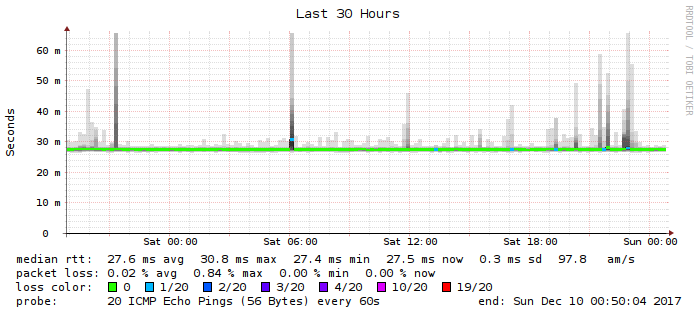 Last 30 Hours
RRDTOOL / TOBI OETIKER
Seconds
60 m
50 m
40 m
30 m
20 m
10 m
0
Sat 00:00 Sat 06:00 Sat 12:00 Sat 18:00 Sun 00:00
median rtt: 27.6 ms avg 30.8 ms max 27.4 ms min 27.5 ms now 0.3 ms sd 97.8 am/s
packet loss: 0.02 % avg 0.84 % max 0.00 % min 0.00 % now
loss color: 0 1/20 2/20 3/20 4/20 10/20 19/20
probe: 20 ICMP Echo Pings (56 Bytes) every 60s end: Sun Dec 10 00:50:04 2017